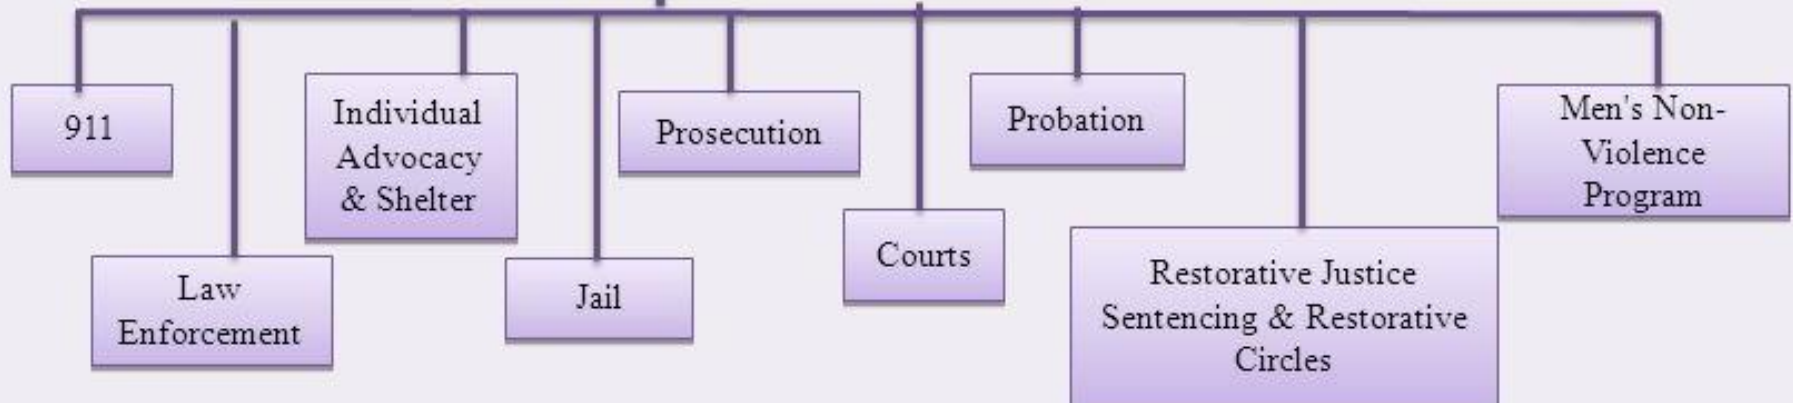 911
Law
Enforcement
Individual
Advocacy
& Shelter
Jail
Prosecution
Courts
Probation
Restorative Justice
Sentencing & Restorative
Circles
Men's Non-
Violence
Program